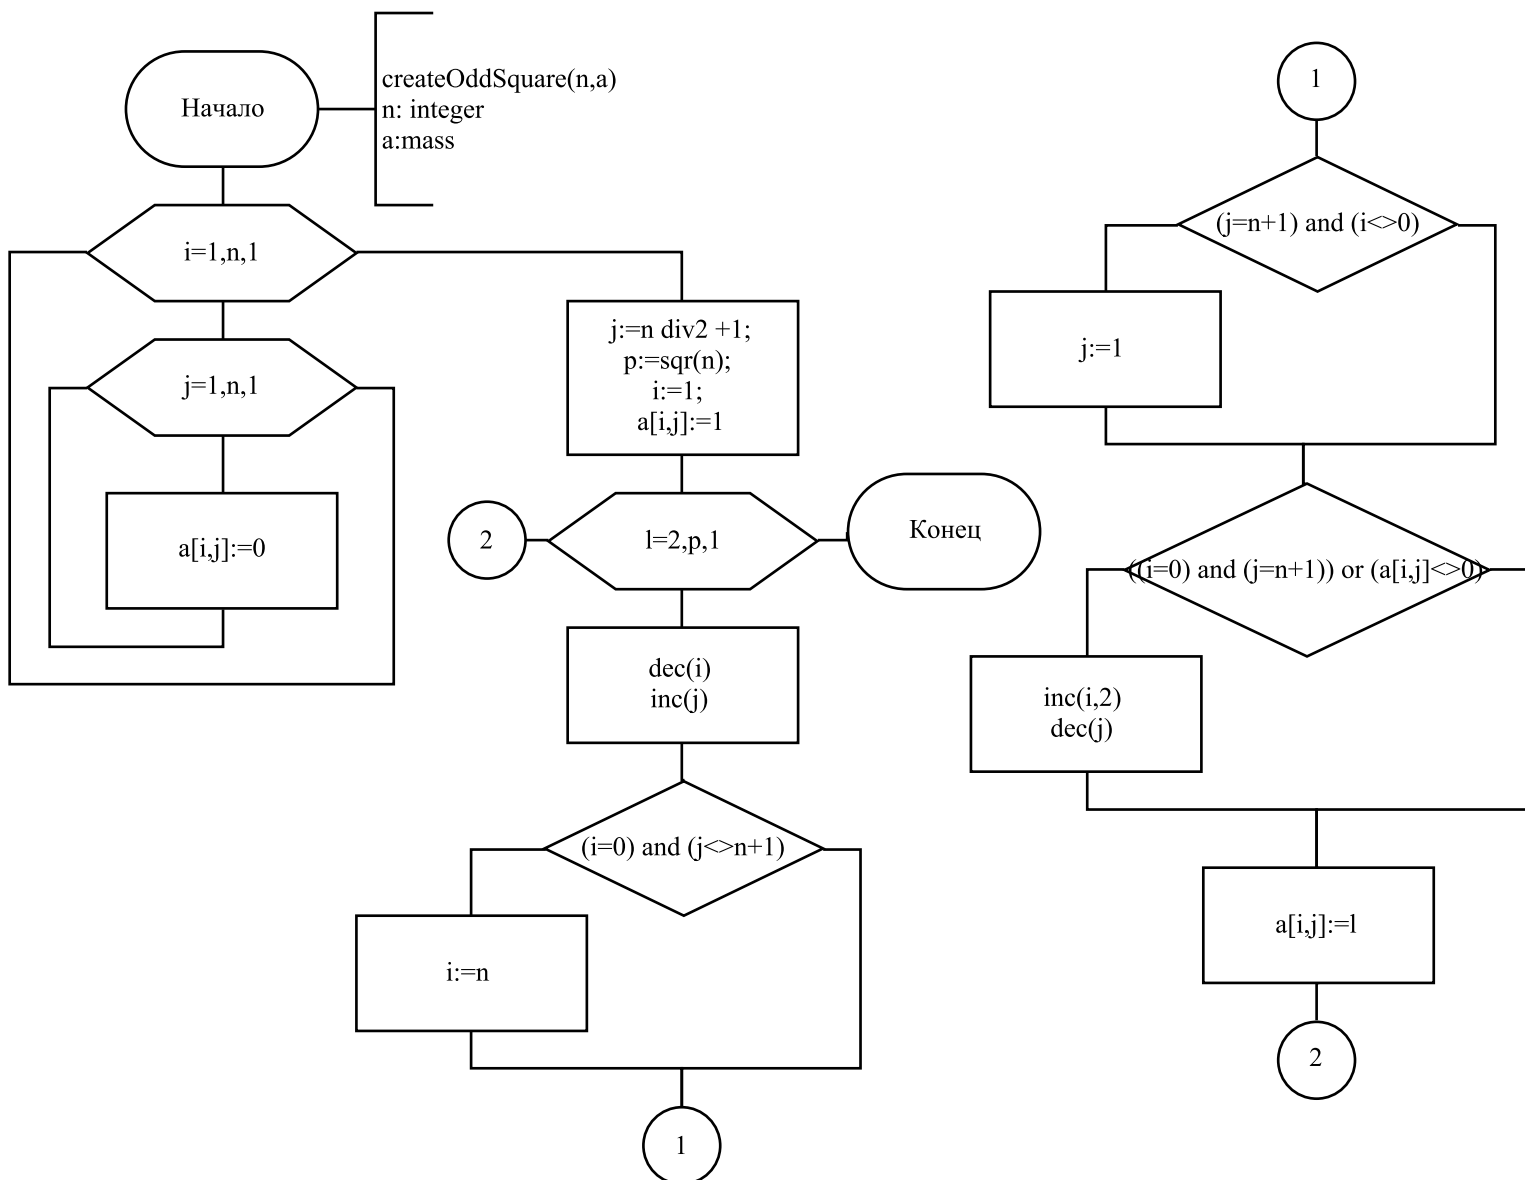 Начало
createOddSquare(n,a)
n: integer
a:mass
i=1,n,1
j=1,n,1
a[i,j]:=0
j:=n div2 +1;
p:=sqr(n);
i:=1;
a[i,j]:=1
2
l=2,p,1
Конец
dec(i)
inc(j)
(i=0) and (j<>n+1)
i:=n
1
1
(j=n+1) and (i<>0)
j:=1
((i=0) and (j=n+1)) or (a[i,j]<>0)
inc(i,2)
dec(j)
a[i,j]:=l
2